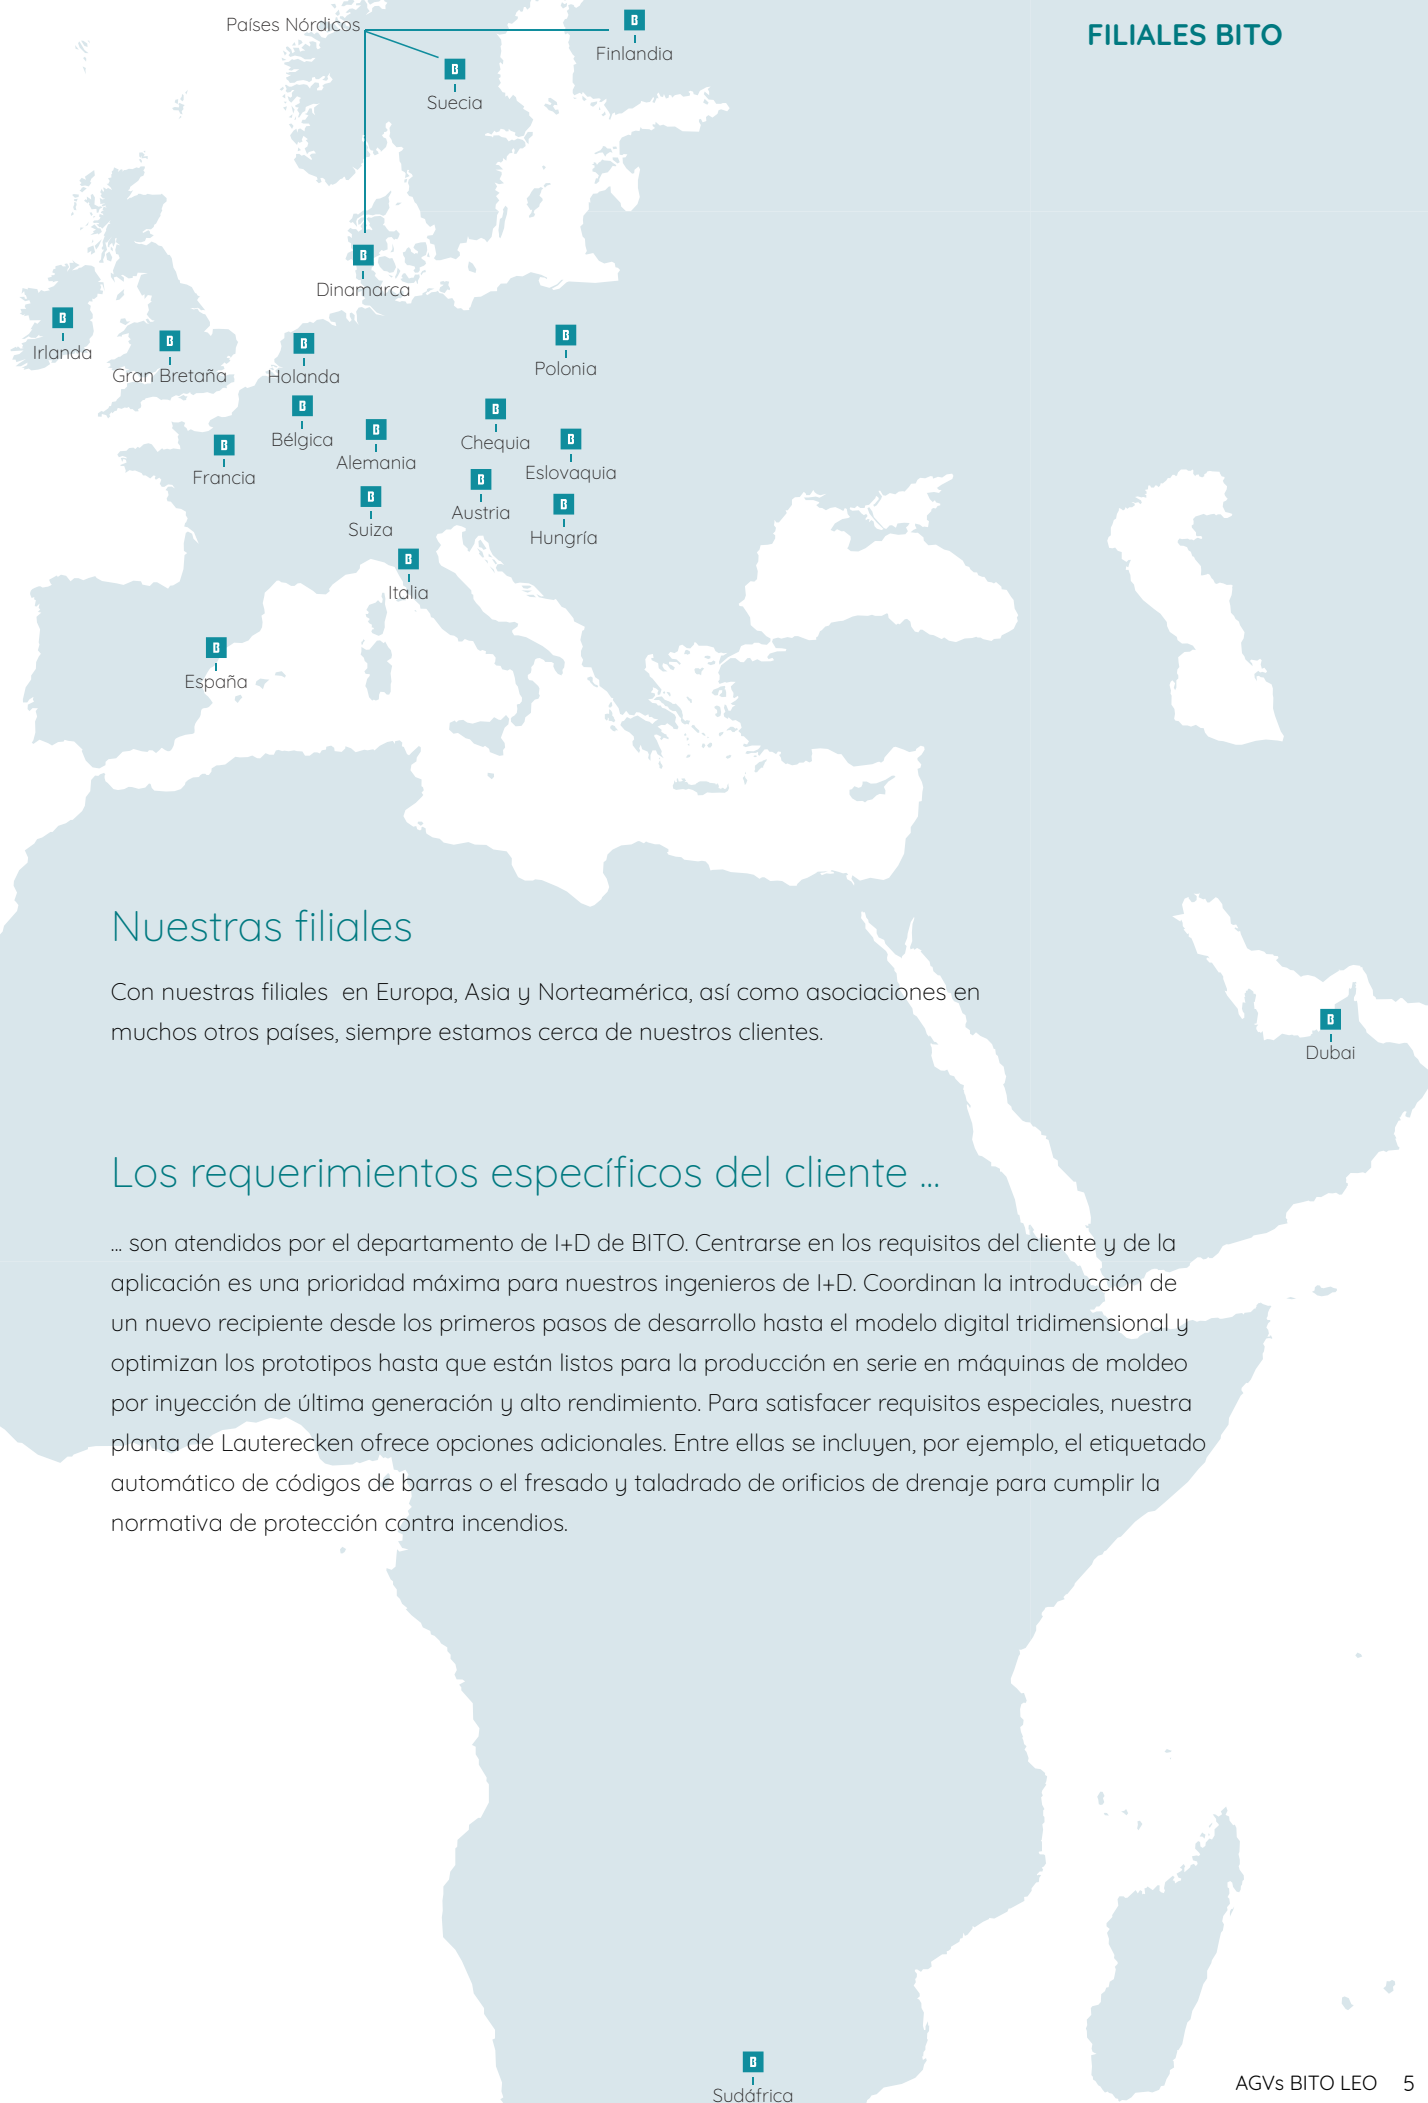 FILIALES BITO
Países Nórdicos
Finlandia
Suecia
Dinamarca
Irlanda
Gran Bretaña
Holanda
Polonia
Bélgica
Alemania
Chequia
Eslovaquia
Francia
Suiza
Austria
Hungría
Italia
España
Nuestras filiales
Con nuestras filiales  en Europa, Asia y Norteamérica, así como asociaciones en
muchos otros países, siempre estamos cerca de nuestros clientes.
Dubai
Los requerimientos específicos del cliente ...
... son atendidos por el departamento de I+D de BITO. Centrarse en los requisitos del cliente y de la
aplicación es una prioridad máxima para nuestros ingenieros de I+D. Coordinan la introducción de
un nuevo recipiente desde los primeros pasos de desarrollo hasta el modelo digital tridimensional y
optimizan los prototipos hasta que están listos para la producción en serie en máquinas de moldeo
por inyección de última generación y alto rendimiento. Para satisfacer requisitos especiales, nuestra
planta de Lauterecken ofrece opciones adicionales. Entre ellas se incluyen, por ejemplo, el etiquetado
automático de códigos de barras o el fresado y taladrado de orificios de drenaje para cumplir la
normativa de protección contra incendios.
Sudáfrica
AGVs BITO LEO 5